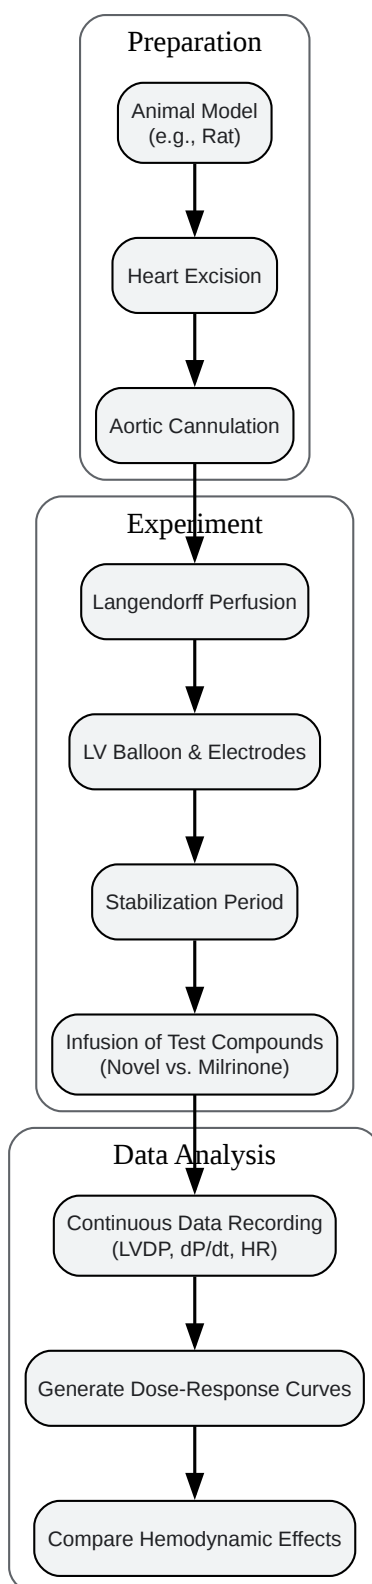 Preparation
Animal Model
(e.g., Rat)
Heart Excision
Aortic Cannulation
Experiment
Langendorff Perfusion
LV Balloon & Electrodes
Stabilization Period
Infusion of Test Compounds
(Novel vs. Milrinone)
Data Analysis
Continuous Data Recording
(LVDP, dP/dt, HR)
Generate Dose-Response Curves
Compare Hemodynamic Effects